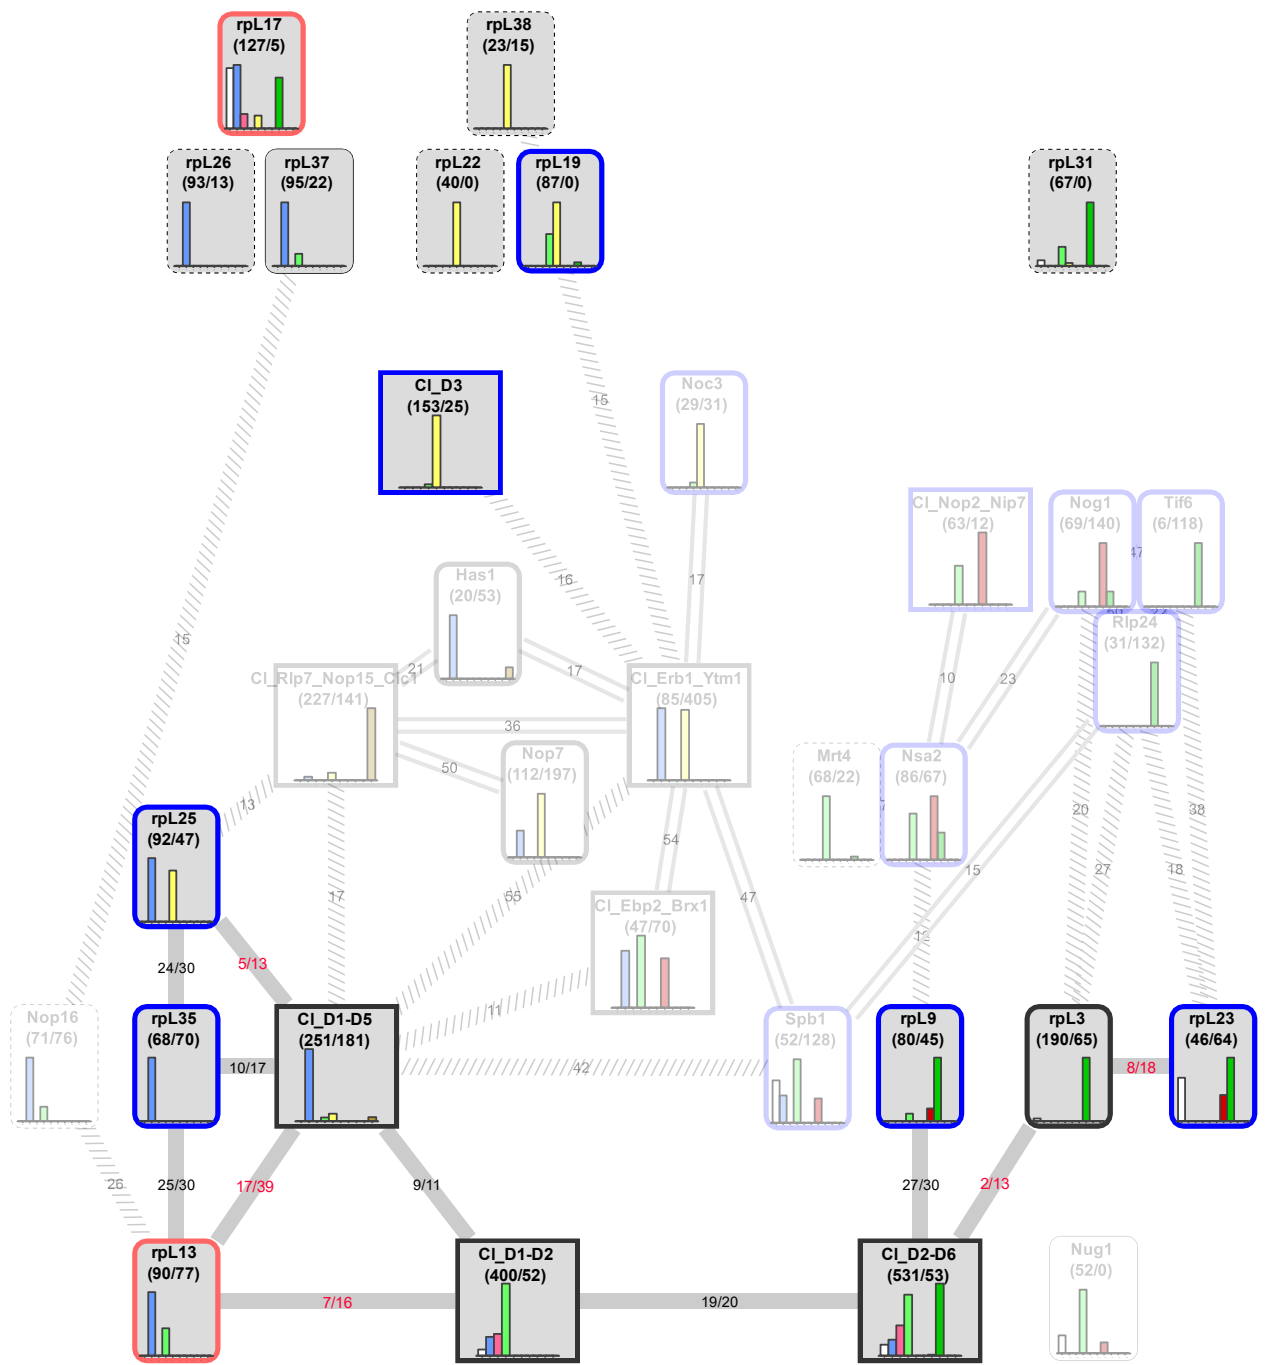 rpL17
(127/5)
rpL38
(23/15)
rpL26
(93/13)
rpL37
(95/22)
rpL22
(40/0)
rpL19
(87/0)
rpL31
(67/0)
Cl_D3
(153/25)
15
Noc3
(29/31)
Cl_Nop2_Nip7
(63/12)
Nog1
(69/140)
47
Tif6
(6/118)
Has1
(20/53)
16
17
Rlp24
(31/132)
15
21
17
10
23
Cl_Rlp7_Nop15_Cic1
(227/141)
Cl_Erb1_Ytm1
(85/405)
36
50
Nop7
(112/197)
Mrt4
(68/22)
Nsa2
(86/67)
13
20
38
rpL25
(92/47)
54
27
18
15
17
55
47
Cl_Ebp2_Brx1
(47/70)
24/30
5/13
11
Nop16
(71/76)
rpL35
(68/70)
Cl_D1-D5
(251/181)
Spb1
(52/128)
rpL9
(80/45)
rpL3
(190/65)
rpL23
(46/64)
10/17
42
8/18
26
25/30
17/39
9/11
27/30
2/13
rpL13
(90/77)
Cl_D1-D2
(400/52)
Cl_D2-D6
(531/53)
Nug1
(52/0)
7/16
19/20